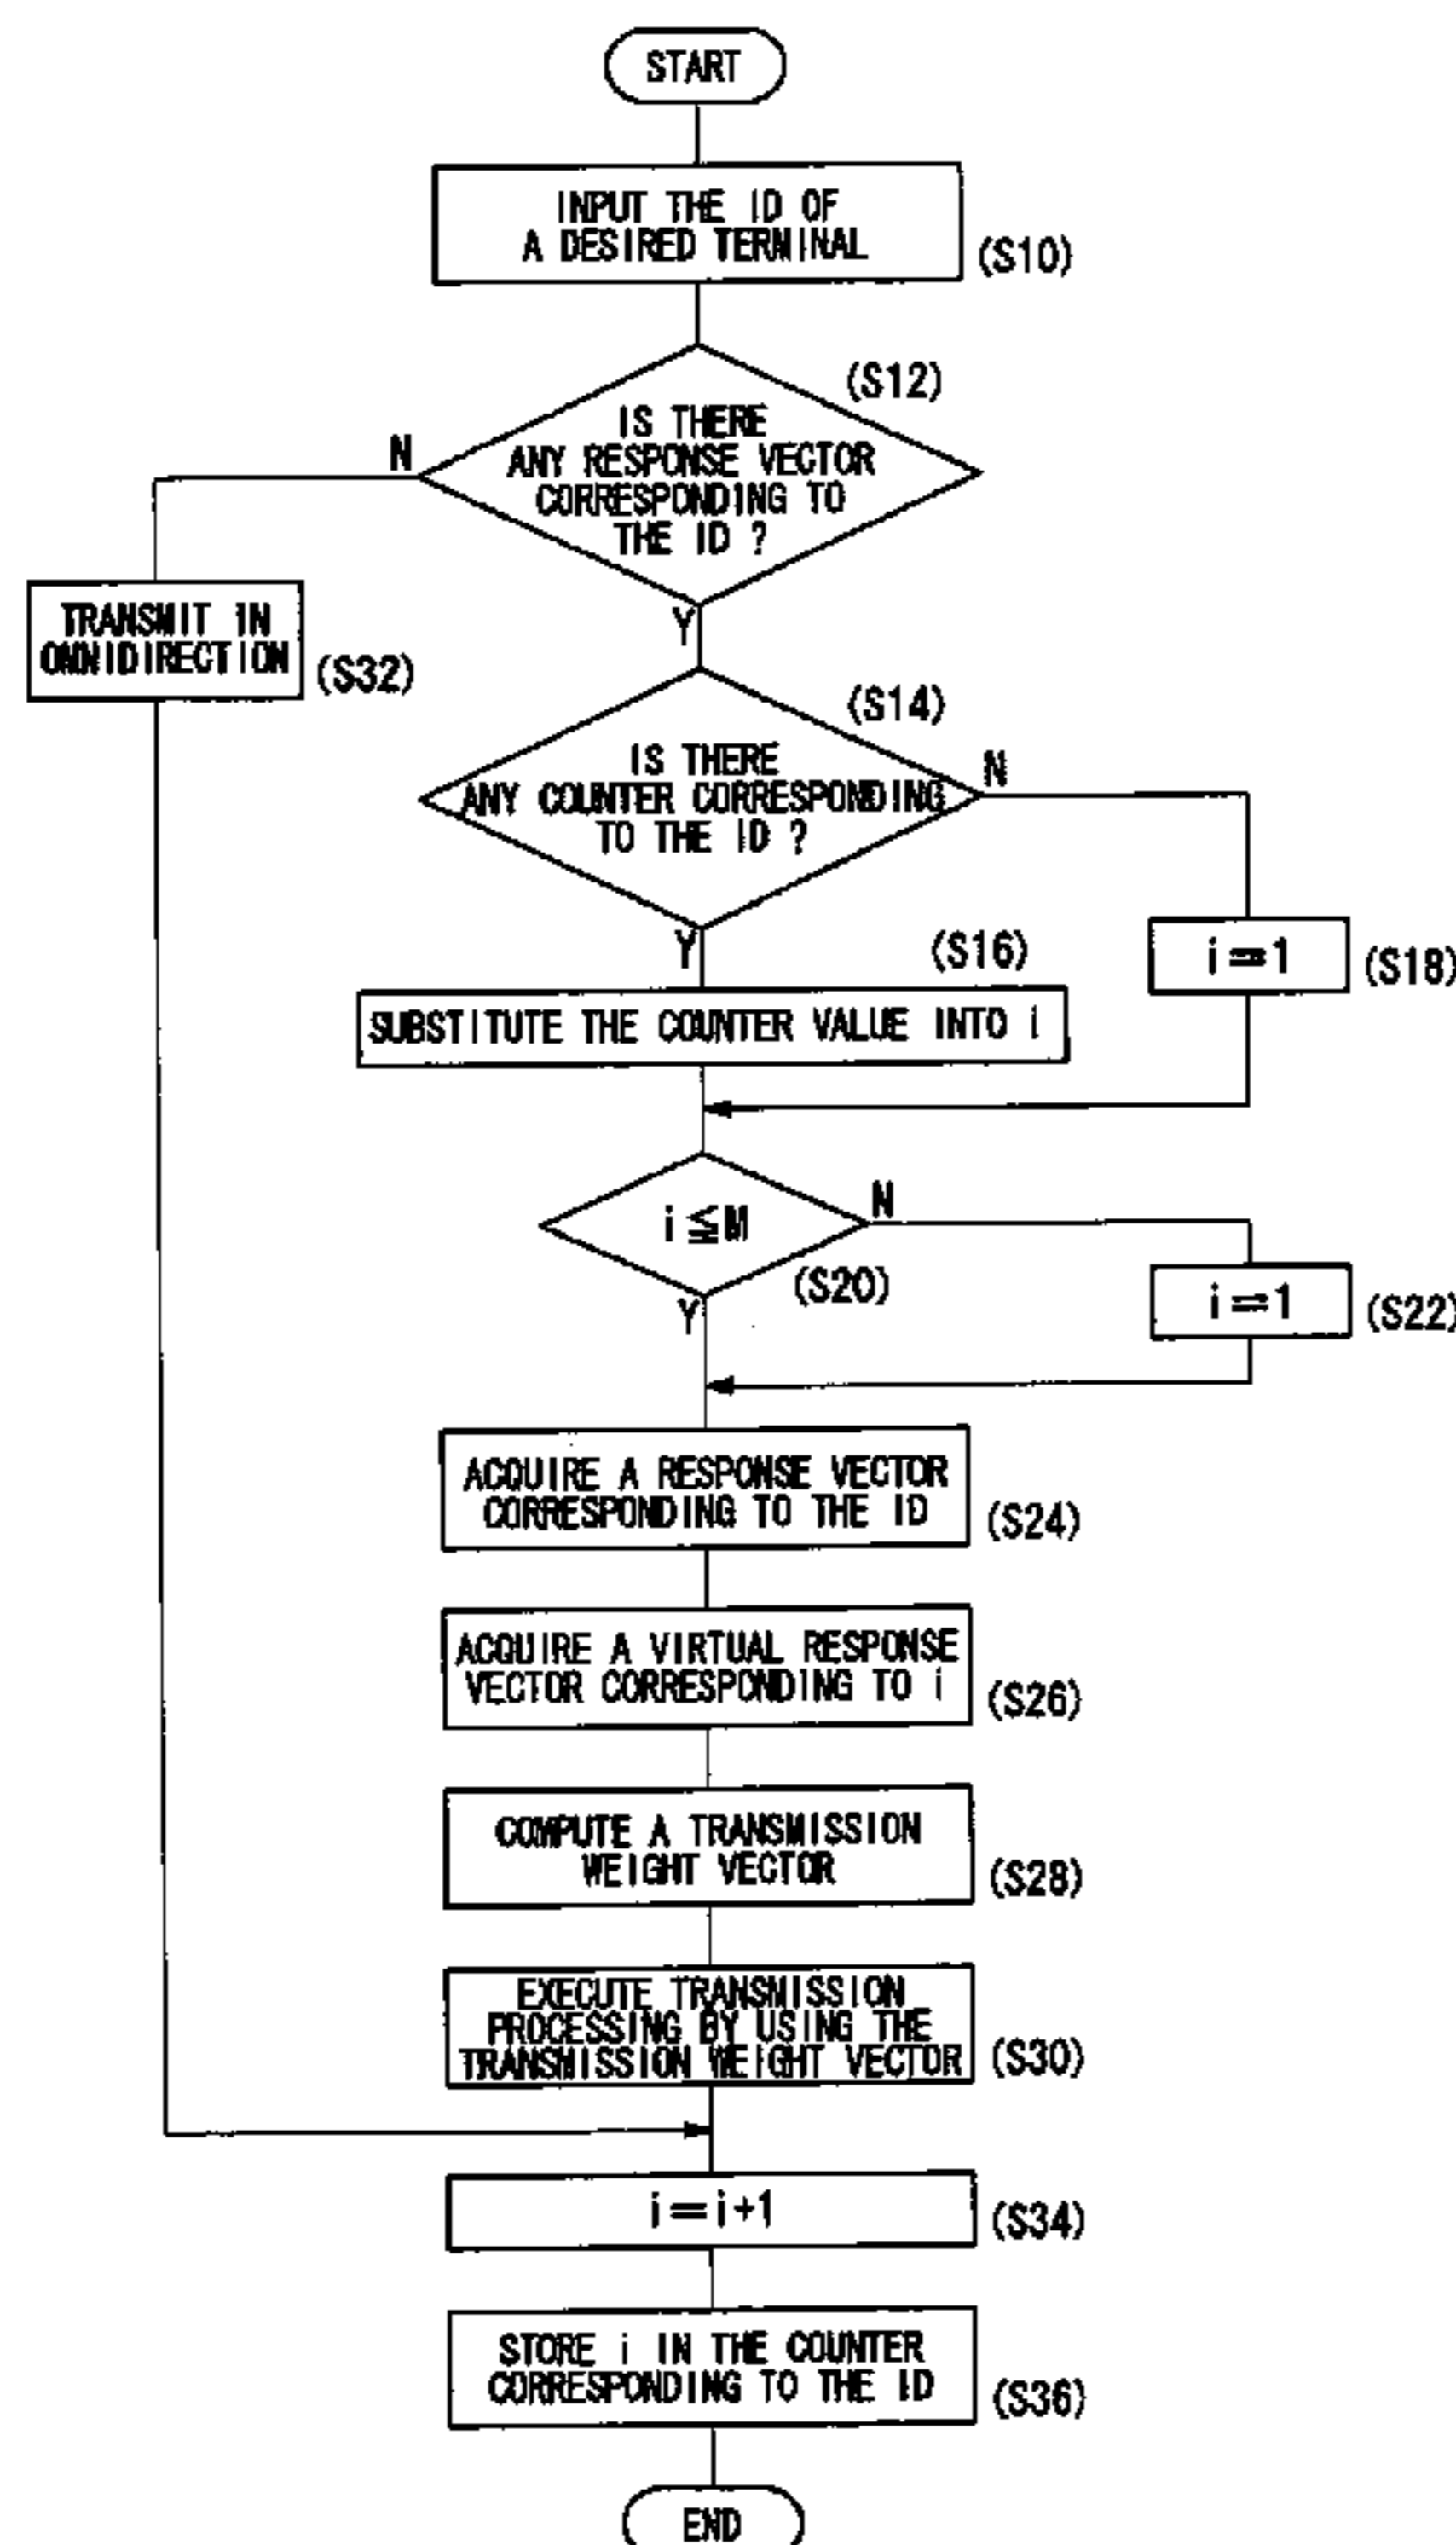 START
INPUT THE ID OF
A DESIRED TERMINAL
(S10)
(S12)
IS THERE
ANY RESPONSE VECTOR
CORRESPONDING TO
THE ID ?
N
Y
TRANSMIT IN
OMNIDIRECTION
(S32)
(S14)
IS THERE
ANY COUNTER CORRESPONDING
TO THE ID ?
N
Y
(S16)
i=1
(S18)
SUBSTITUTE THE COUNTER VALUE INTO i
i≦M
N
(S20)
Y
i=1
(S22)
ACQUIRE A RESPONSE VECTOR
CORRESPONDING TO THE ID
(S24)
ACQUIRE A VIRTUAL RESPONSE
VECTOR CORRESPONDING TO i
(S26)
COMPUTE A TRANSMISSION
WEIGHT VECTOR
(S28)
EXECUTE TRANSMISSION
PROCESSING BY USING THE
TRANSMISSION WEIGHT VECTOR
(S30)
i=i+1
(S34)
STORE i IN THE COUNTER
CORRESPONDING TO THE ID
(S36)
END